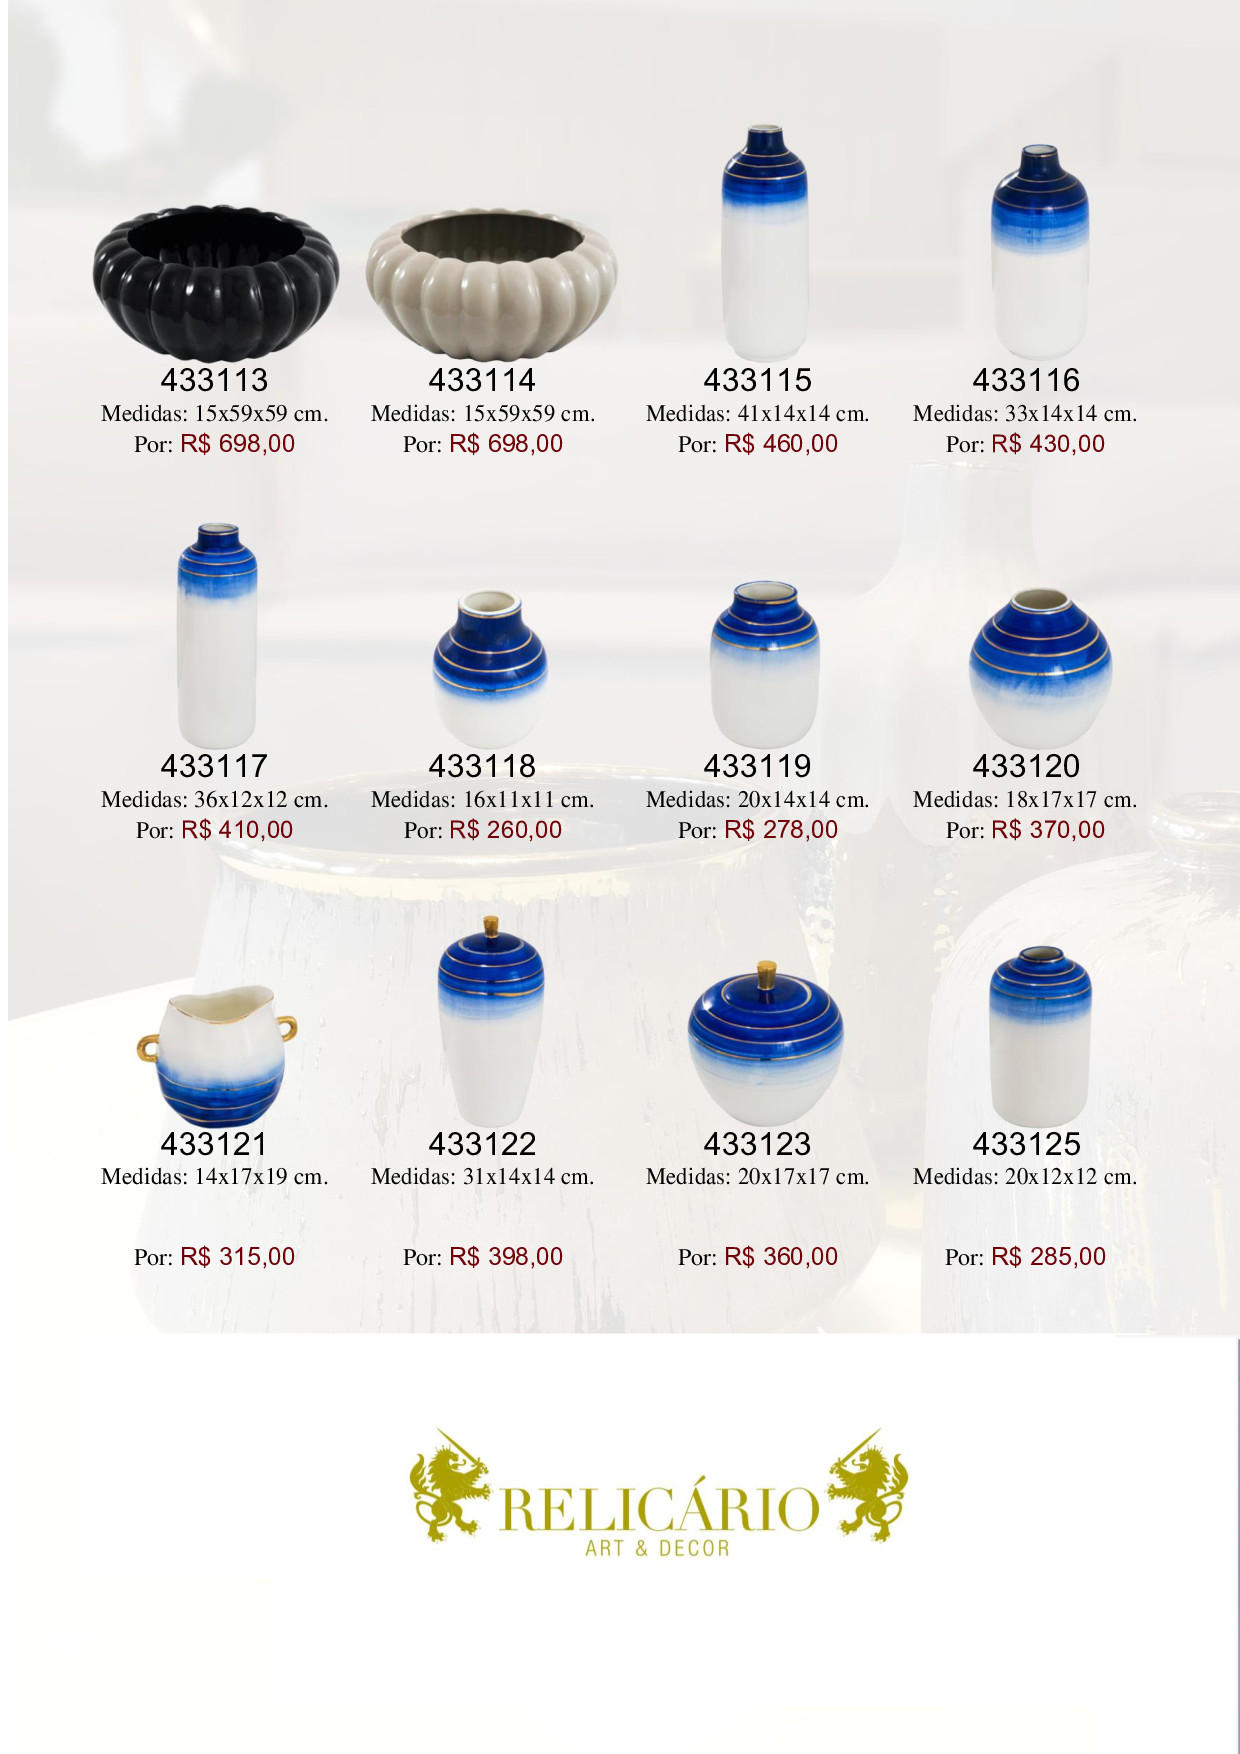 433113 433114 433115 433116
Medidas: 15x59x59 cm. Medidas: 15x59x59 cm. Medidas: 41x14x14 cm. Medidas: 33x14x14 cm.
Por: R$ 698,00 Por: R$ 698,00 Por: R$ 460,00 Por: R$ 430,00
433117 433118 433119 433120
Medidas: 36x12x12 cm. Medidas: 16x11x11 cm. Medidas: 20x14x14 cm. Medidas: 18x17x17 cm.
Por: R$ 410,00 Por: R$ 260,00 Por: R$ 278,00 Por: R$ 370,00
433121 433122 433123 433125
Medidas: 14x17x19 cm. Medidas: 31x14x14 cm. Medidas: 20x17x17 cm. Medidas: 20x12x12 cm.
Por: R$ 315,00 Por: R$ 398,00 Por: R$ 360,00 Por: R$ 285,00
RELICÁRIO
ART & DECOR